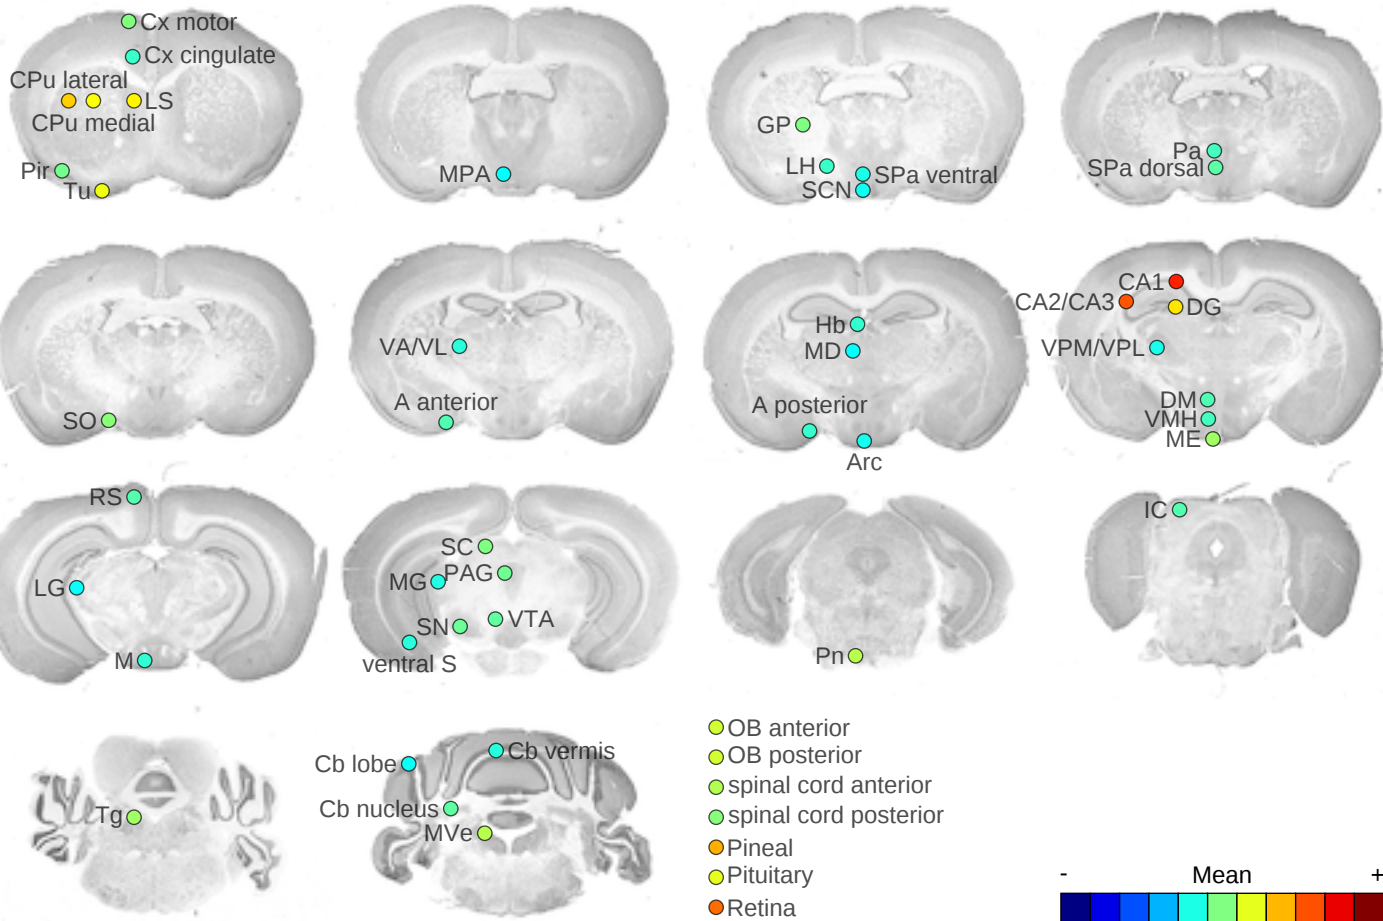 Cx motor
Cx cingulate
CPu lateral
LS
CPu medial
Pir
Tu
MPA
GP
LH
SPa ventral
SCN
Pa
SPa dorsal
SO
VA/VL
A anterior
Hb
MD
A posterior
Arc
CA1
CA2/CA3
DG
VPM/VPL
DM
VMH
ME
RS
LG
M
SC
PAG
MG
VTA
SN
ventral S
Pn
IC
Tg
Cb vermis
Cb lobe
Cb nucleus
MVe
OB anterior
OB posterior
spinal cord anterior
spinal cord posterior
Pineal
Pituitary
Retina
- Mean +